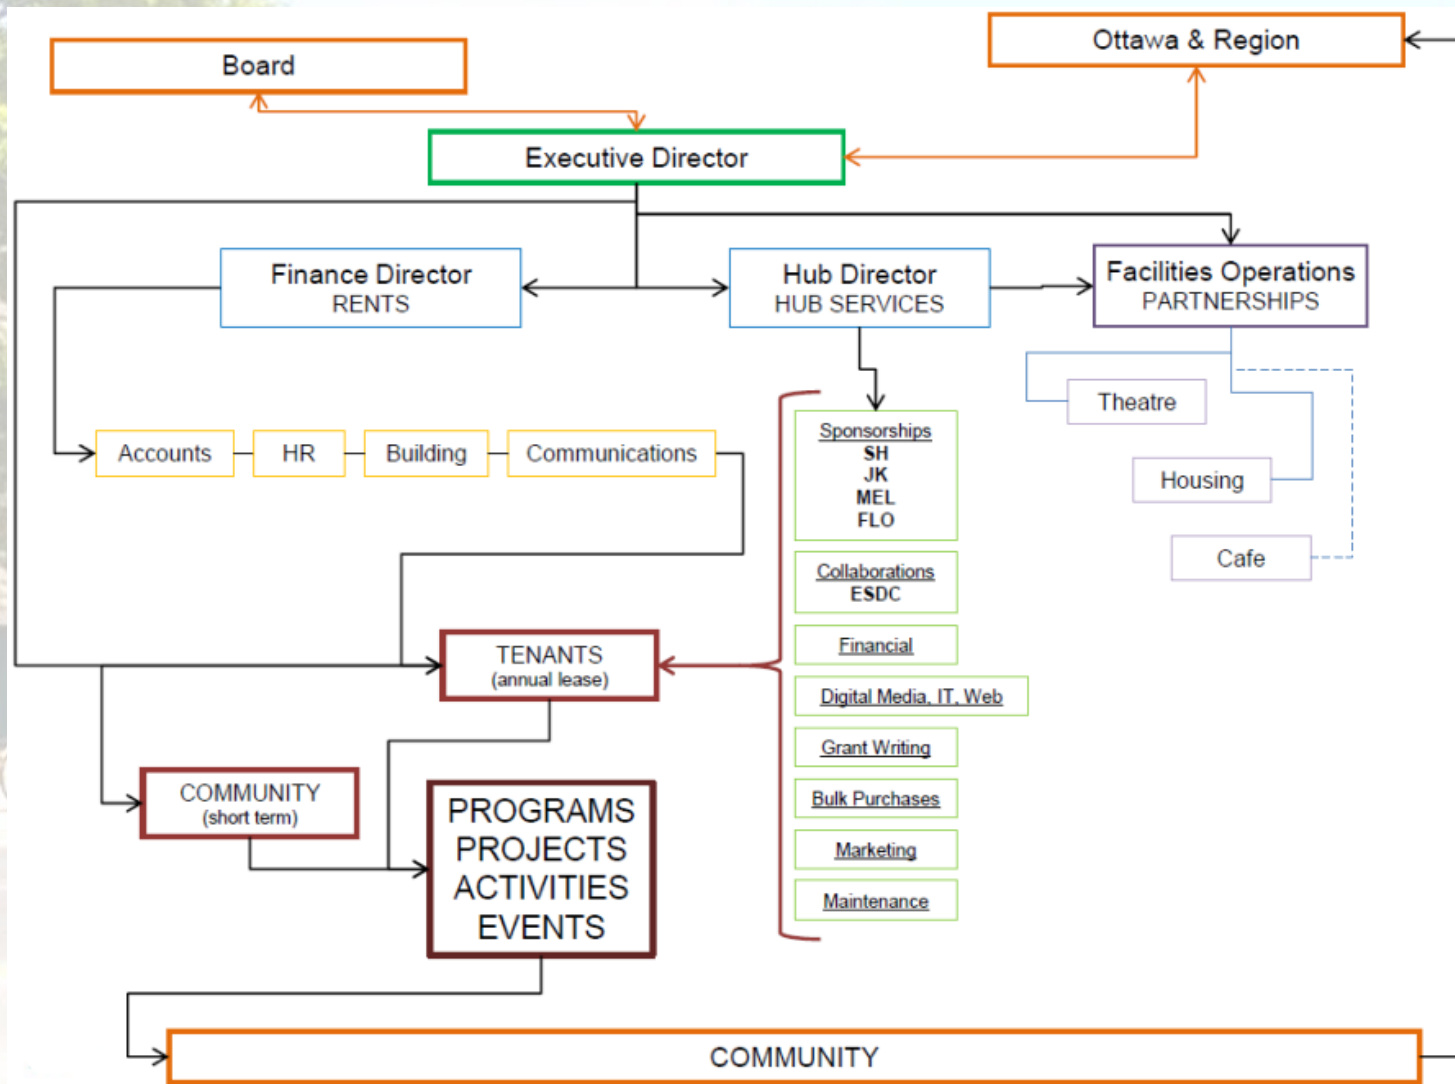 Board
Ottawa & Region
Executive Director
Finance Director
RENTS
Hub Director
HUB SERVICES
Facilities Operations
PARTNERSHIPS
Theatre
Housing
Cafe
Accounts
HR
Building
Communications
Sponsorships
SH
JK
MEL
FLO
Collaborations
ESDC
Financial
Digital Media, IT, Web
Grant Writing
Bulk Purchases
Marketing
Maintenance
TENANTS
(annual lease)
COMMUNITY
(short term)
PROGRAMS
PROJECTS
ACTIVITIES
EVENTS
COMMUNITY